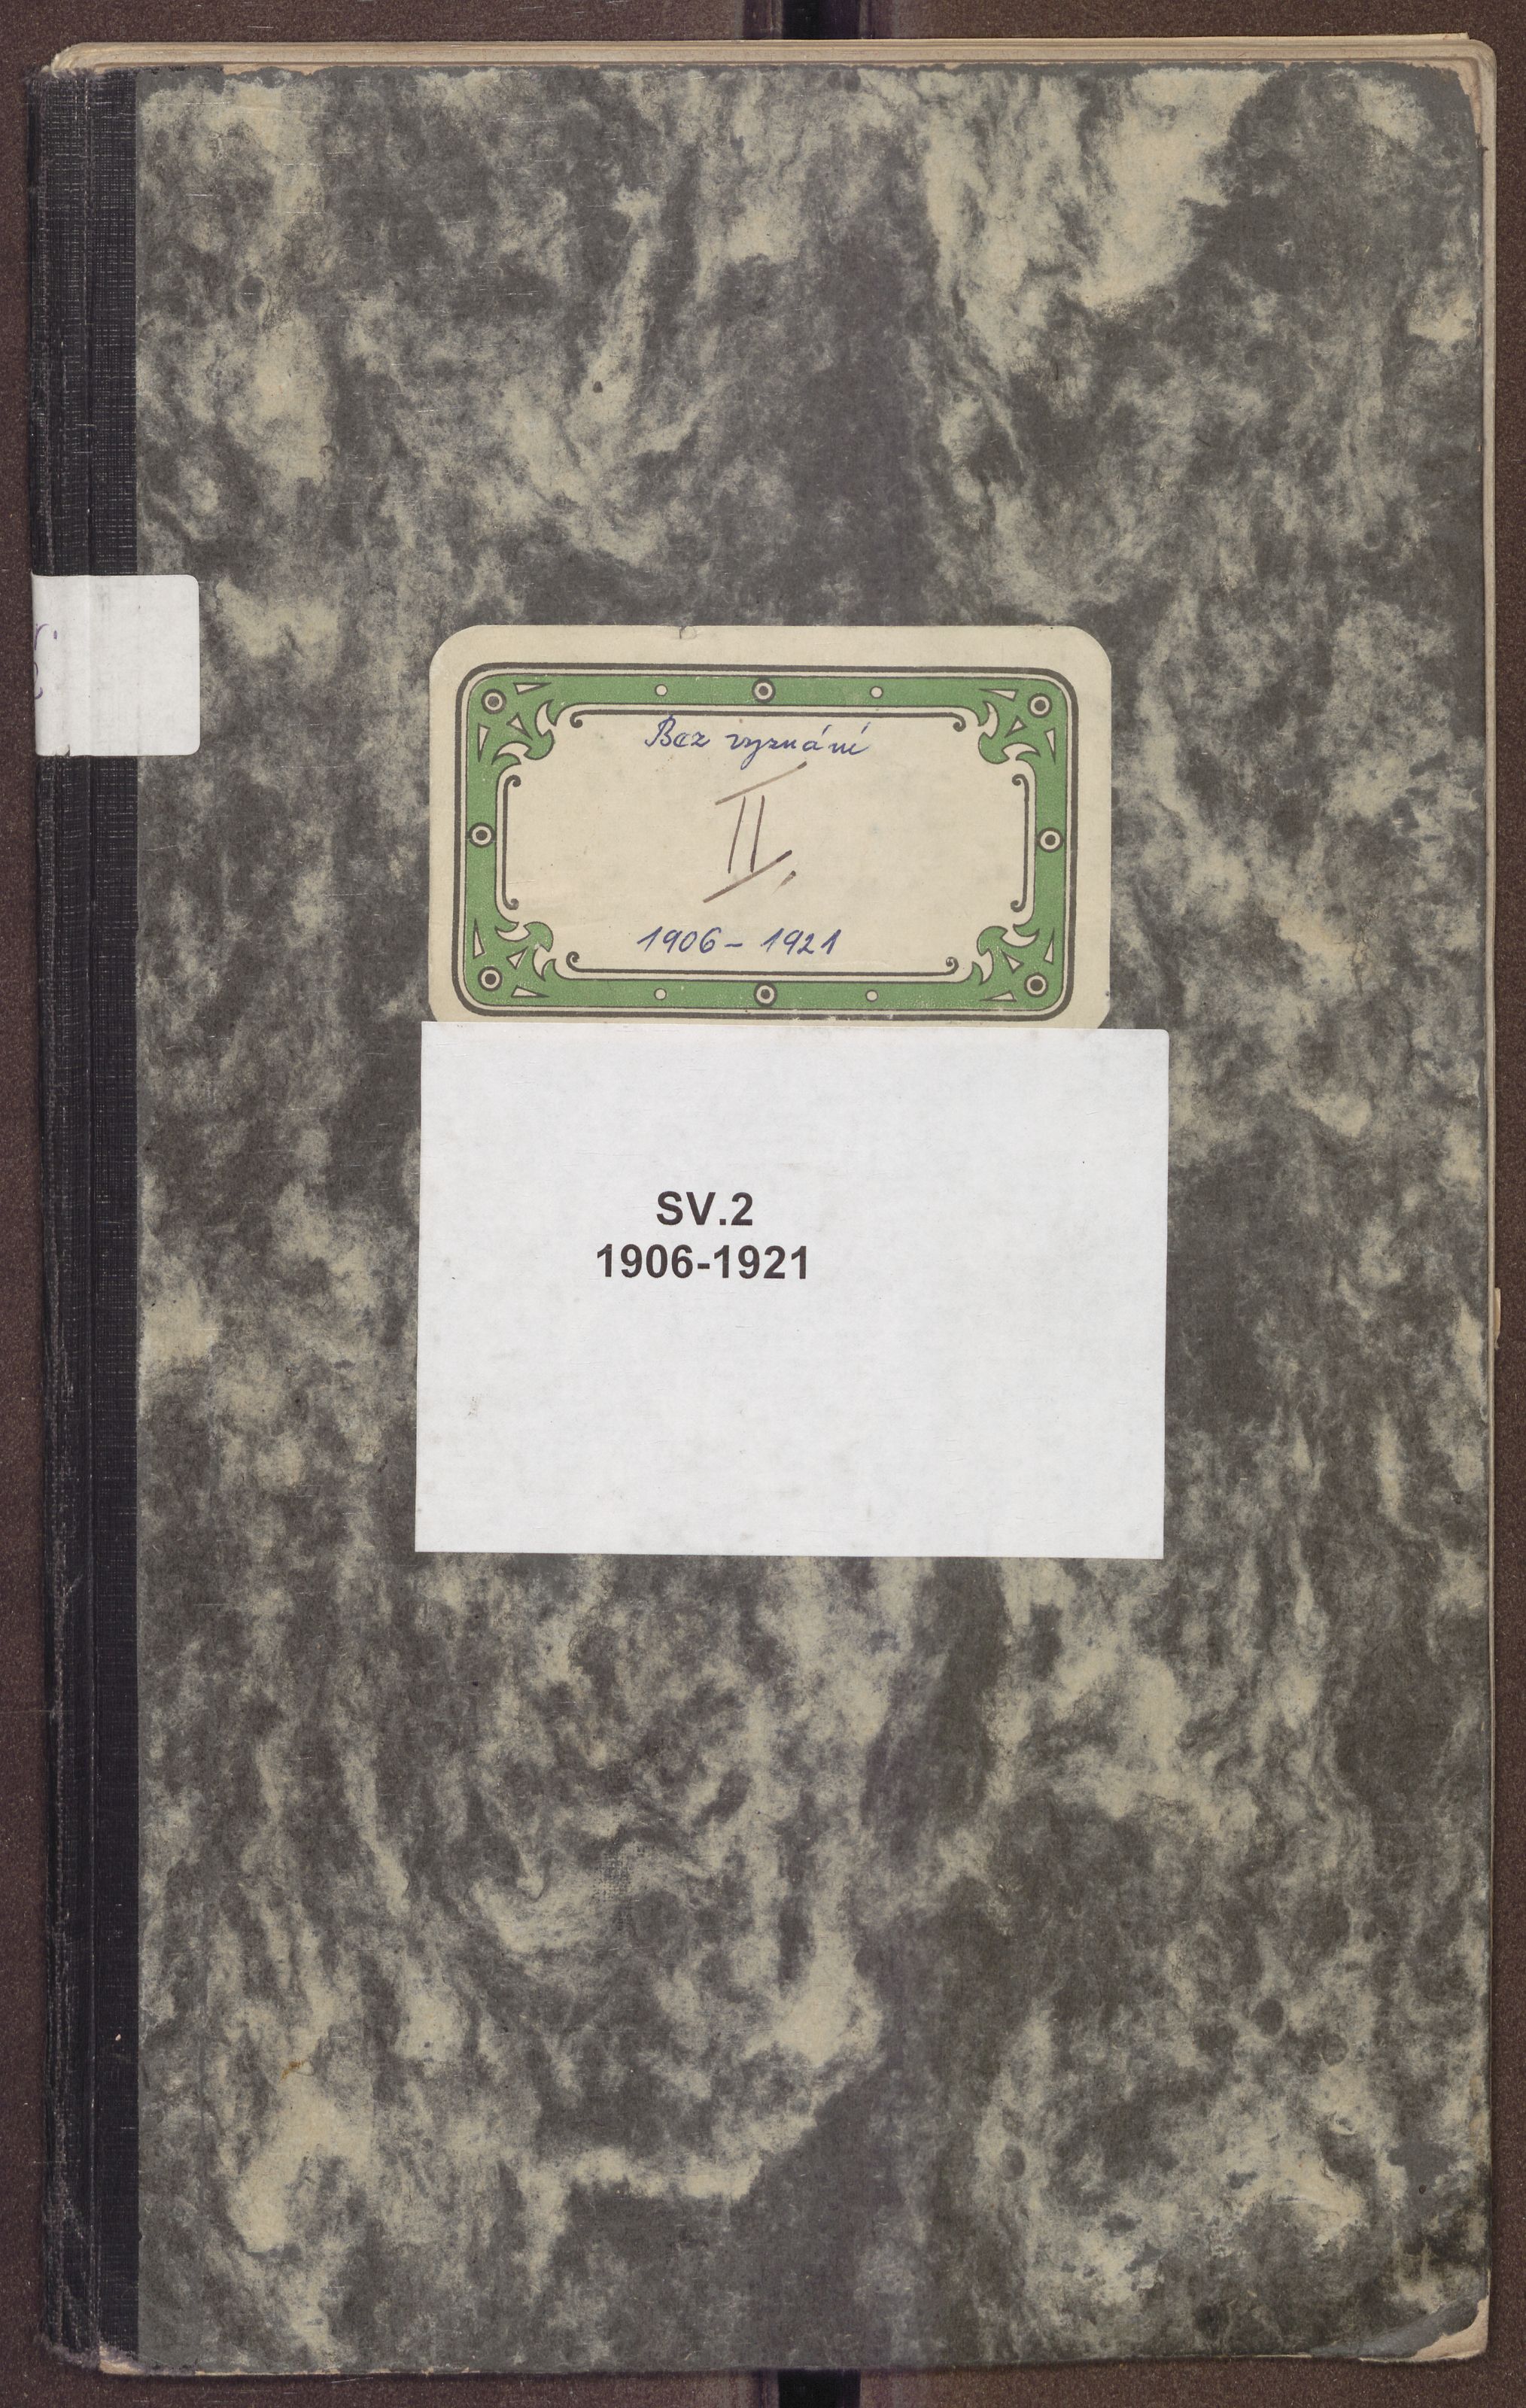 Bez vyznání
II.
1906 – 1921
SV.2
1906-1921